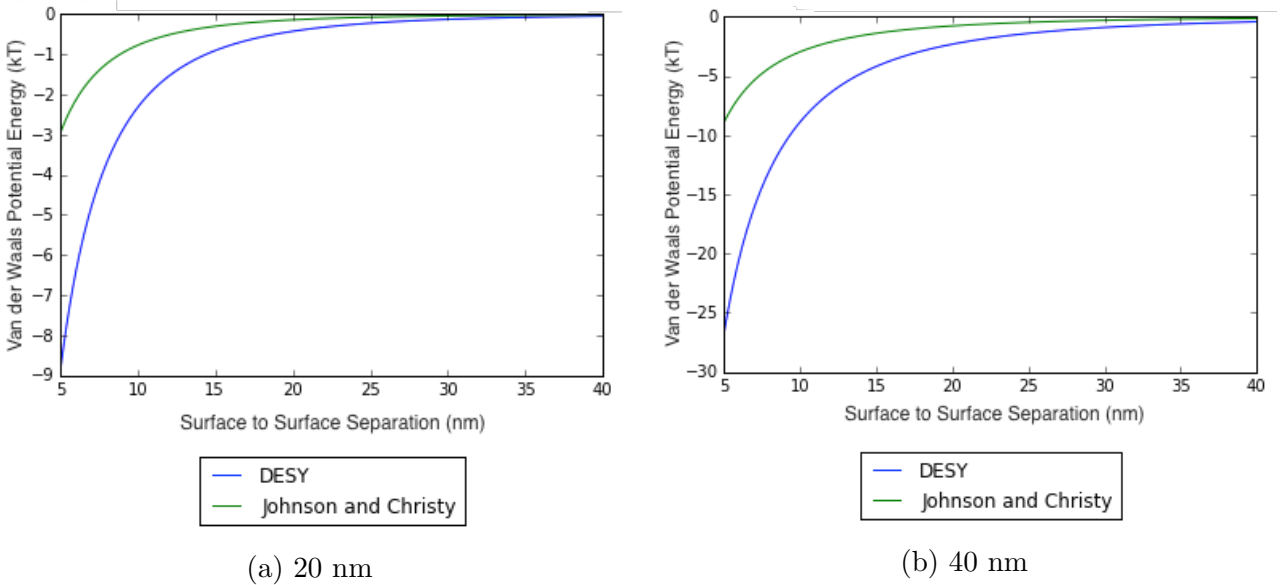 0
−1
−2
−3
−4
−5
−6
−7
−8
−9
Van der Waals Potential Energy (kT)
5 10 15 20 25 30 35 40
Surface to Surface Separation (nm)
DESY
Johnson and Christy
(a) 20 nm
0
−5
−10
−15
−20
−25
−30
Van der Waals Potential Energy (kT)
5 10 15 20 25 30 35 40
Surface to Surface Separation (nm)
DESY
Johnson and Christy
(b) 40 nm